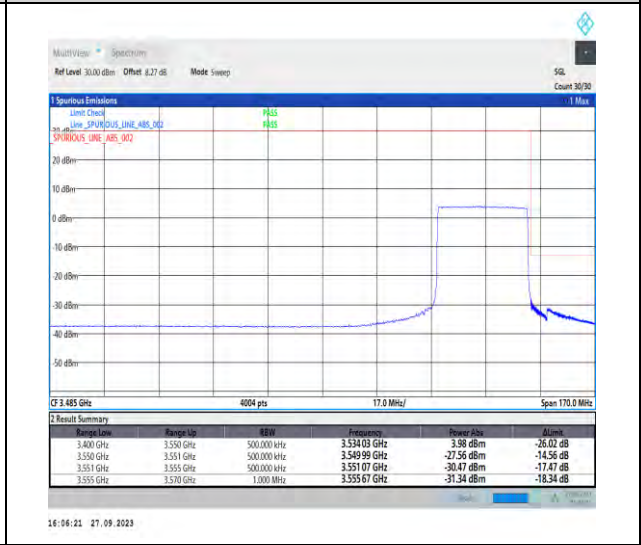 MultiView Spectrum
Ref Level 30.00 dBm Offset 8.27 dB Mode Sweep SGL
Count 30/30
1 Spurious Emissions 1 Max
Limit Check PASS
Line _SPURIOUS_LINE_ABS_002 PASS
_SPURIOUS_LINE_ABS_002
20 dBm
10 dBm
0 dBm
-10 dBm
-20 dBm
-30 dBm
-40 dBm
-50 dBm
CF 3.485 GHz 4004 pts 17.0 MHz/ Span 170.0 MHz
2 Result Summary
Range Low Range Up RBW Frequency Power Abs ΔLimit
3.400 GHz 3.550 GHz 500.000 kHz 3.534 03 GHz 3.98 dBm -26.02 dB
3.550 GHz 3.551 GHz 500.000 kHz 3.549 99 GHz -27.56 dBm -14.56 dB
3.551 GHz 3.555 GHz 500.000 kHz 3.551 07 GHz -30.47 dBm -17.47 dB
3.555 GHz 3.570 GHz 1.000 MHz 3.555 67 GHz -31.34 dBm -18.34 dB
16:06:21 27.09.2023